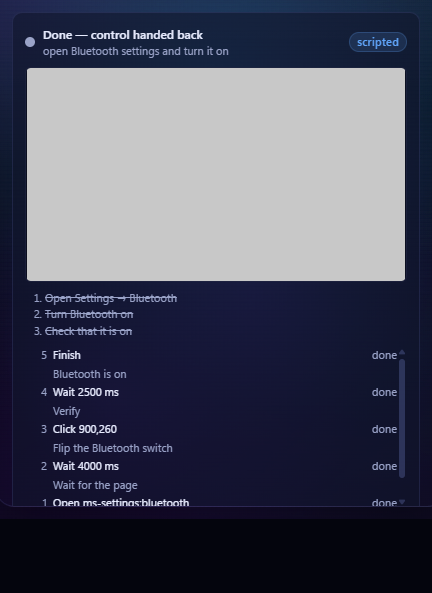 Done — control handed back
open Bluetooth settings and turn it on
scripted
1. Open Settings → Bluetooth
2. Turn Bluetooth on
3. Check that it is on
5 Finish done
Bluetooth is on
4 Wait 2500 ms done
Verify
3 Click 900,260 done
Flip the Bluetooth switch
2 Wait 4000 ms done
Wait for the page
1 Open ms-settings:bluetooth done